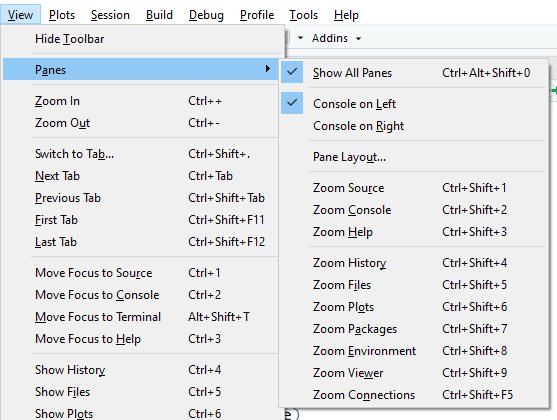 View Plots Session Build Debug Profile Tools Help
Hide Toolbar
Addins
Panes
Zoom In Ctrl++
Zoom Out Ctrl+-
Switch to Tab... Ctrl+Shift+.
Next Tab Ctrl+Tab
Previous Tab Ctrl+Shift+Tab
First Tab Ctrl+Shift+F11
Last Tab Ctrl+Shift+F12
Move Focus to Source Ctrl+1
Move Focus to Console Ctrl+2
Move Focus to Terminal Alt+Shift+T
Move Focus to Help Ctrl+3
Show History Ctrl+4
Show Files Ctrl+5
Show Plots Ctrl+6
Show All Panes Ctrl+Alt+Shift+0
Console on Left
Console on Right
Pane Layout...
Zoom Source Ctrl+Shift+1
Zoom Console Ctrl+Shift+2
Zoom Help Ctrl+Shift+3
Zoom History Ctrl+Shift+4
Zoom Files Ctrl+Shift+5
Zoom Plots Ctrl+Shift+6
Zoom Packages Ctrl+Shift+7
Zoom Environment Ctrl+Shift+8
Zoom Viewer Ctrl+Shift+9
Zoom Connections Ctrl+Shift+F5